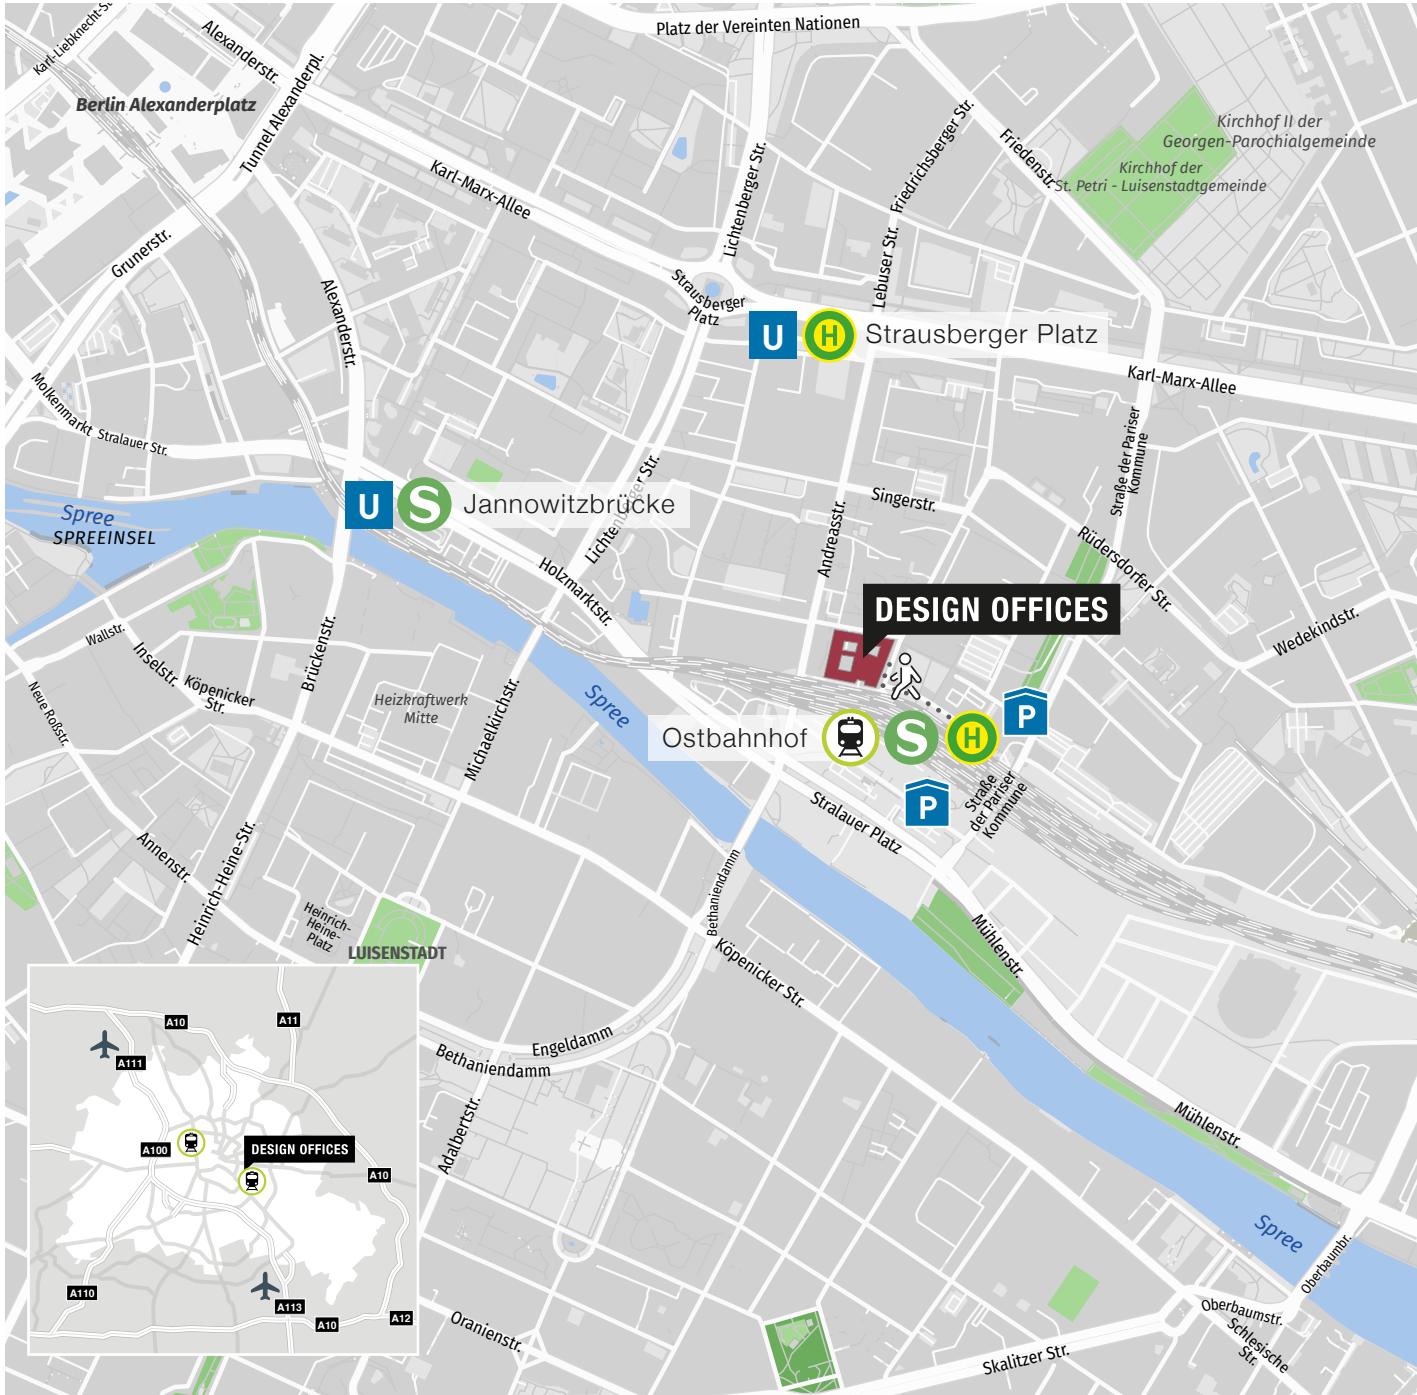 Platz der Vereinten Nationen
Karl-Liebknecht-St
Alexanderstr.
Berlin Alexanderplatz
Tunnel Alexanderpl.
Friedrichsberger Str.
Friedenstr.
Kirchhof II der
Georgen-Parochialgemeinde
Kirchhof der
St. Petri - Luisenstadtgemeinde
Karl-Marx-Allee
Lichtenberger Str.
Grunerstr.
Lebuser Str.
Strausberger
Platz
Alexanderstr.
U
H
Strausberger Platz
Karl-Marx-Allee
Molkenmarkt
Stralauer Str.
Straße der Pariser
Kommune
Lichtenberger Str.
U
S
Jannowitzbrücke
Singerstr.
Andreasstr.
Spree
SPREEINSEL
Rüdersdorfer Str.
Holzmarktstr.
DESIGN OFFICES
Wallstr.
Inselstr.
Brückenstr.
Wedekindstr.
Neue Roßstr.
Köpenicker
Str.
Heizkraftwerk
Mitte
Michaelkirchstr.
Spree
Ostbahnhof
S
H
P
P
Straße
der Pariser
Kommune
Stralauer Platz
Annenstr.
Heinrich-Heine-Str.
Bethaniendamm
Heinrich-
Heine-
Platz
LUISENSTADT
Köpenicker Str.
Mühlenstr.
Engeldamm
Bethaniendamm
Adalbertstr.
Mühlenstr.
Spree
Oberbaumbr.
Oberbaumstr.
Schlesische
Str.
Oranienstr.
Skalitzer Str.
A10
A11
A111
A100
DESIGN OFFICES
A10
A110
A113
A10
A12